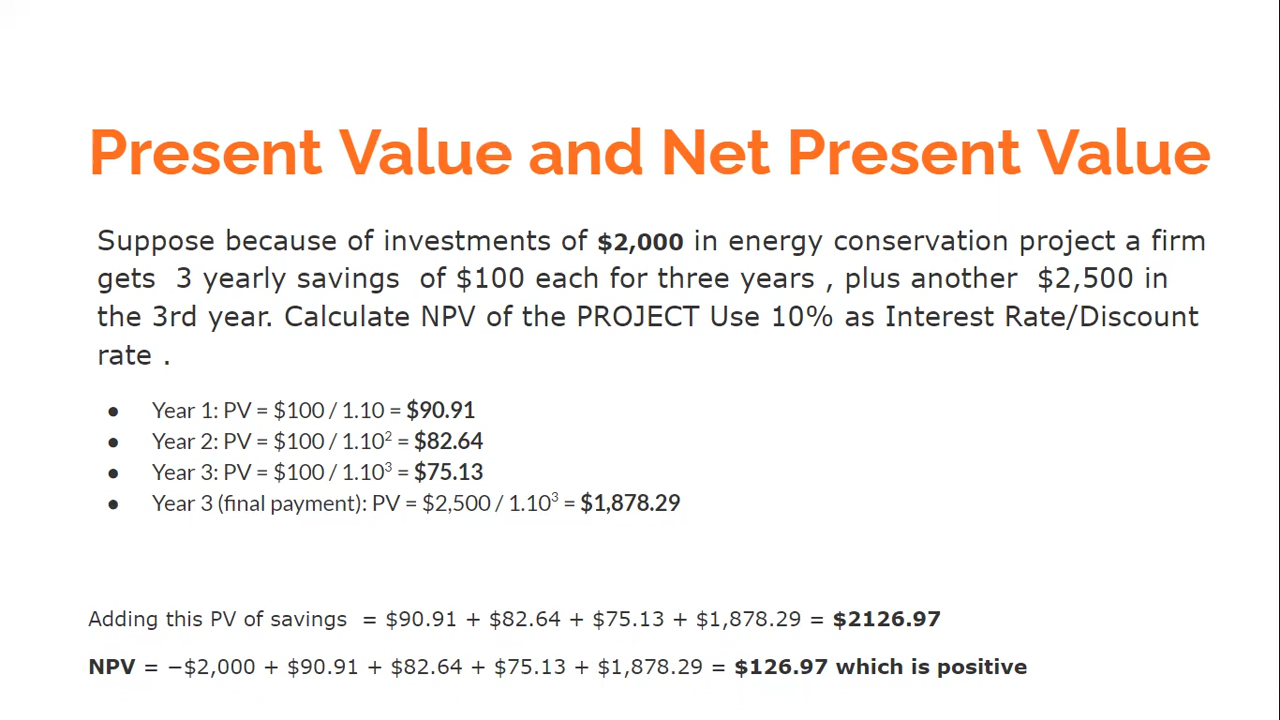 Present Value and Net Present Value
Suppose because of investments of $2,000 in energy conservation project a firm
gets 3 yearly savings of $100 each for three years , plus another $2,500 in
the 3rd year. Calculate NPV of the PROJECT Use 10% as Interest Rate/Discount
rate .
● Year 1: PV = $100 / 1.10 = $90.91
● Year 2: PV = $100 / 1.10² = $82.64
● Year 3: PV = $100 / 1.10³ = $75.13
● Year 3 (final payment): PV = $2,500 / 1.10³ = $1,878.29
Adding this PV of savings = $90.91 + $82.64 + $75.13 + $1,878.29 = $2126.97
NPV = −$2,000 + $90.91 + $82.64 + $75.13 + $1,878.29 = $126.97 which is positive